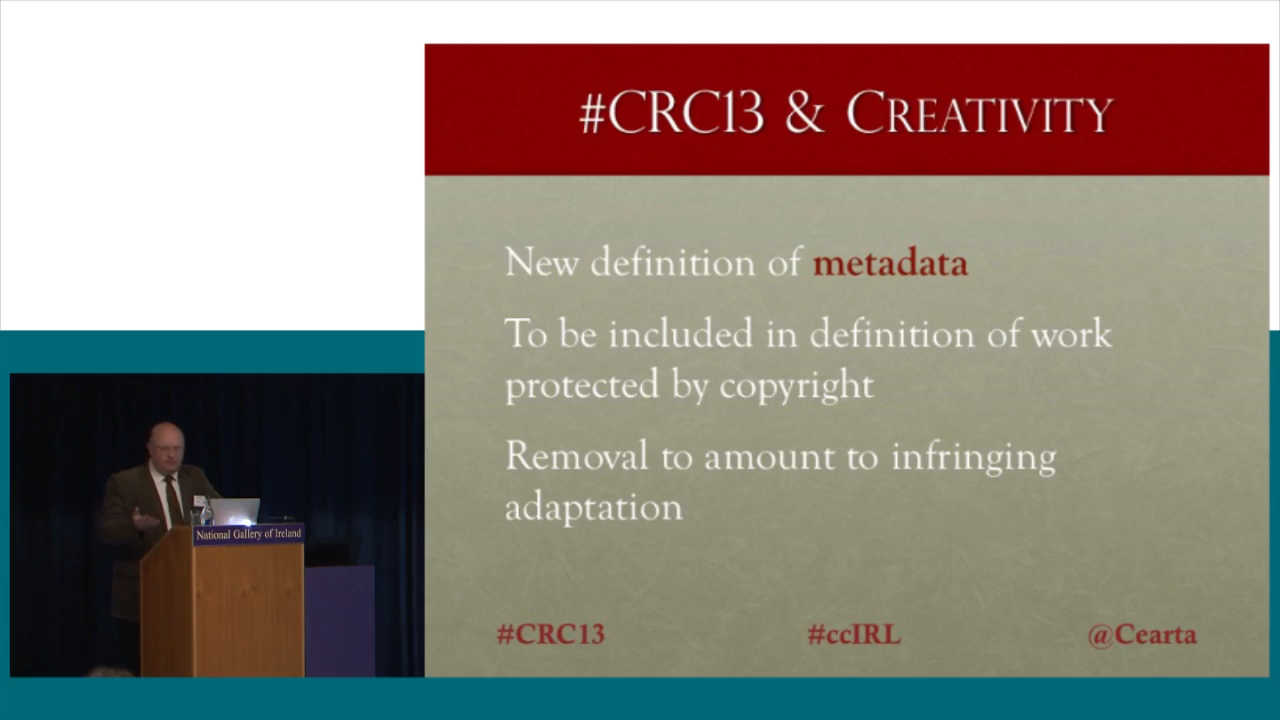 #CRC13 & CREATIVITY
New definition of metadata
To be included in definition of work
protected by copyright
Removal to amount to infringing
adaptation
#CRC13 #ccIRL @Cearta
National Gallery of Ireland